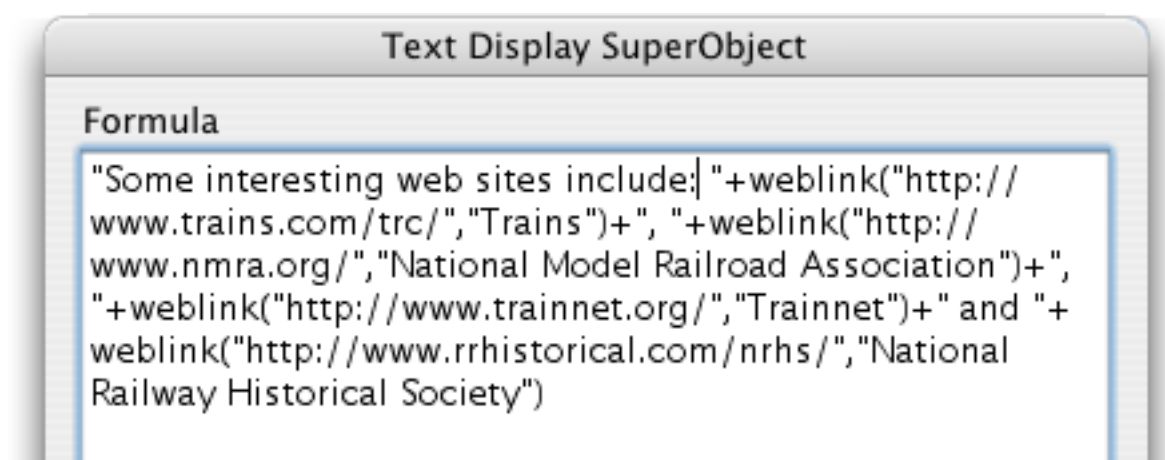 Text Display SuperObject
Formula
"Some interesting web sites include: "+weblink("http://
www.trains.com/trc/","Trains")+", "+weblink("http://
www.nmra.org/","National Model Railroad Association")+",
"+weblink("http://www.trainnet.org/","Trainnet")+" and "+
weblink("http://www.rrhistorical.com/nrhs/","National
Railway Historical Society")